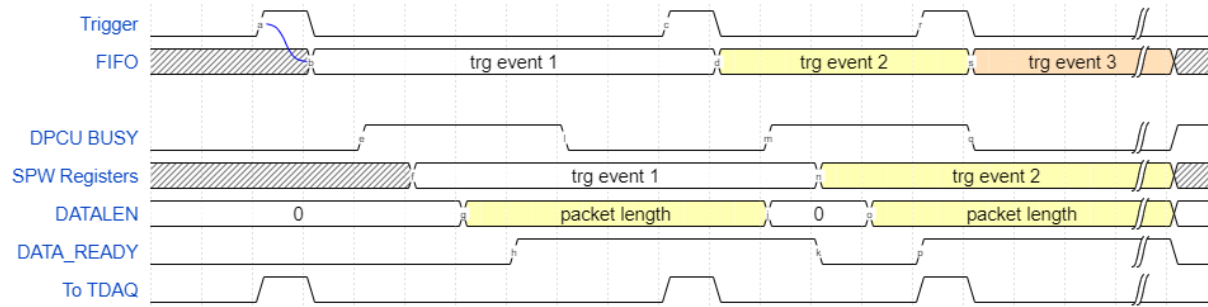 Trigger a c r
FIFO b trg event 1 d trg event 2 s trg event 3
DPCU BUSY e l m q
SPW Registers f trg event 1 n trg event 2
DATALEN 0 g packet length j 0 o packet length
DATA_READY h k p
To TDAQ